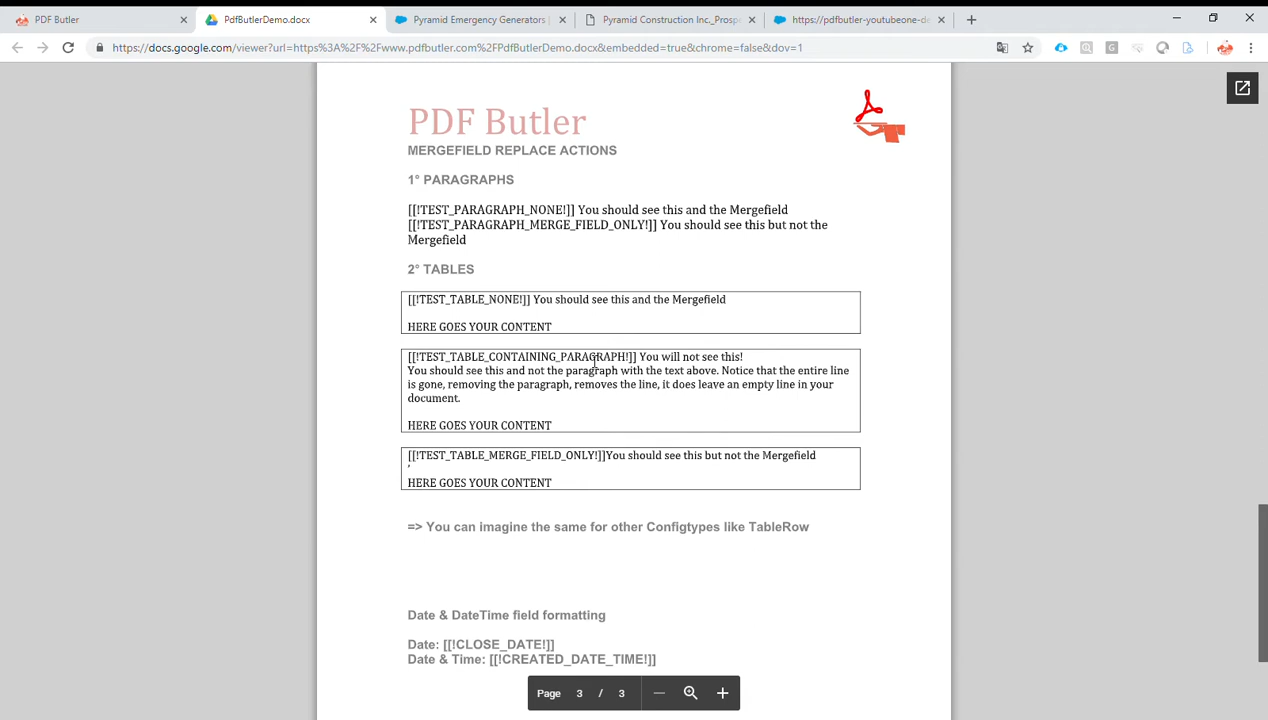 PDF Butler
PdfButlerDemo.docx
Pyramid Emergency Generators |
Pyramid Construction Inc._Prosp
https://pdfbutler-youtubeone-d
https://docs.google.com/viewer?url=https%3A%2F%2Fwww.pdfbutler.com%2FPdfButlerDemo.docx&embedded=true&chrome=false&dov=1
PDF Butler
MERGEFIELD REPLACE ACTIONS
1° PARAGRAPHS
[[!TEST_PARAGRAPH_NONE!]] You should see this and the Mergefield
[[!TEST_PARAGRAPH_MERGE_FIELD_ONLY!]] You should see this but not the
Mergefield
2° TABLES
[[!TEST_TABLE_NONE!]] You should see this and the Mergefield
HERE GOES YOUR CONTENT
[[!TEST_TABLE_CONTAINING_PARAGRAPH!]] You will not see this!
You should see this and not the paragraph with the text above. Notice that the entire line
is gone, removing the paragraph, removes the line, it does leave an empty line in your
document.
HERE GOES YOUR CONTENT
[[!TEST_TABLE_MERGE_FIELD_ONLY!]]You should see this but not the Mergefield
‘
HERE GOES YOUR CONTENT
=> You can imagine the same for other Configtypes like TableRow
Date & DateTime field formatting
Date: [[!CLOSE_DATE!]]
Date & Time: [[!CREATED_DATE_TIME!]]
Page 3 / 3